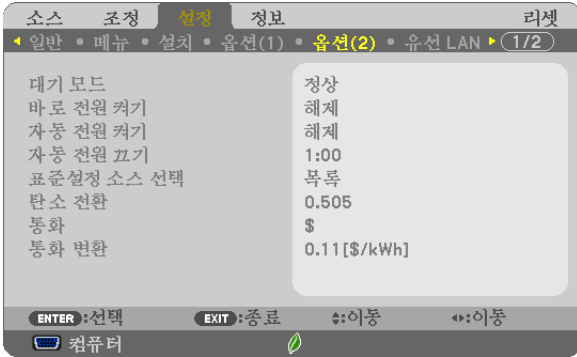 소스 조정 설정 정보 리셋
일반 • 메뉴 • 설치 • 옵션(1) • 옵션(2) • 유선 LAN 1/2
대기 모드 정상
바로 전원 켜기 해제
자동 전원 켜기 해제
자동 전원 끄기 1:00
표준설정 소스 선택 목록
탄소 전환 0.505
통화 $
통화 변환 0.11[$/kWh]
ENTER :선택 EXIT :종료 :이동 :이동
컴퓨터